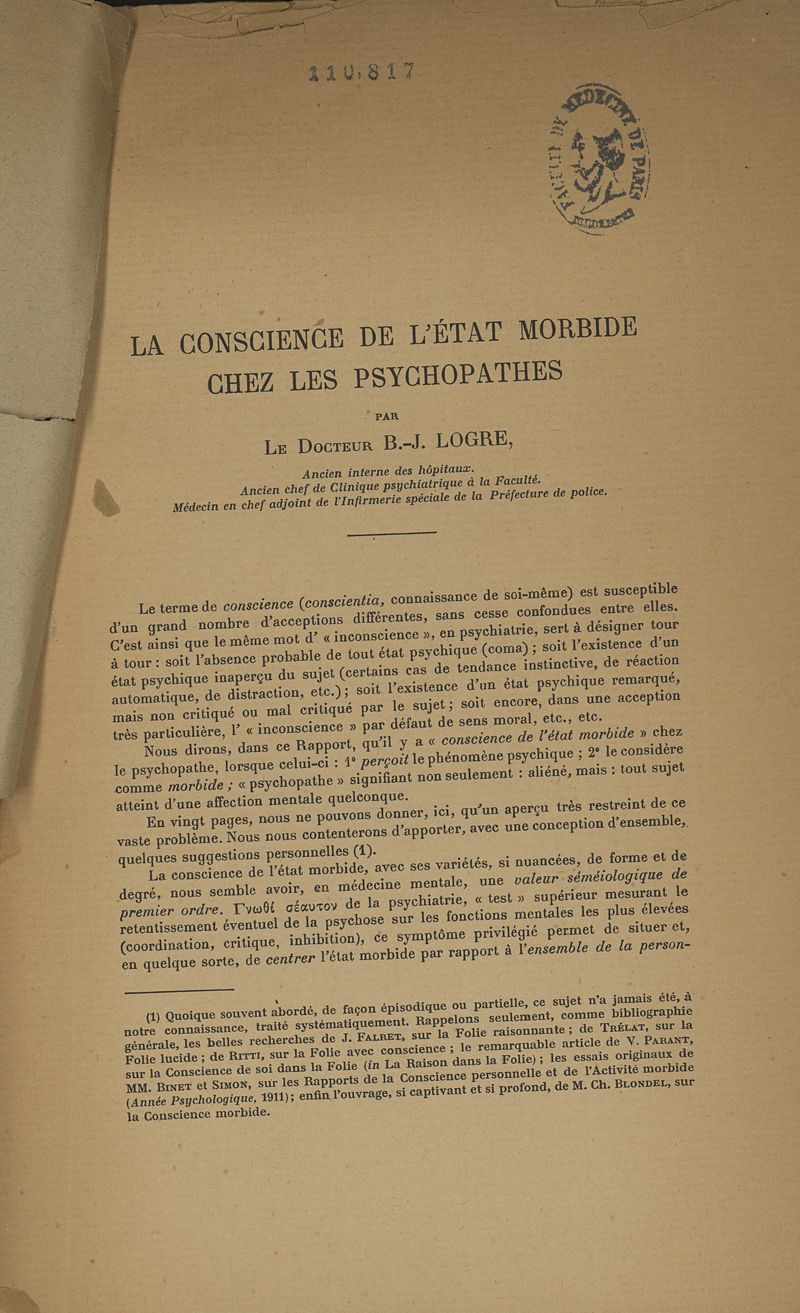 110.817
FACULTÉ DE MÉDECINE DE PARIS
LA CONSCIENCE DE L'ÉTAT MORBIDE
CHEZ LES PSYCHOPATHES
PAR
LE DOCTEUR B.-J. LOGRE,
Ancien interne des hôpitaux.
Ancien chef de Clinique psychiatrique à la Faculté.
Médecin en chef adjoint de l'Infirmerie spéciale de la Préfecture de police.
Le terme de conscience (conscientia, connaissance de soi-même) est susceptible
d'un grand nombre d'acceptions différentes, sans cesse confondues entre elles.
C'est ainsi que le même mot d' « inconscience », en psychiatrie, sert à désigner tour
à tour : soit l'absence probable de tout état psychique (coma) ; soit l'existence d'un
état psychique inaperçu du sujet (certains cas de tendance instinctive, de réaction
automatique, de distraction, etc.) ; soit l'existence d'un état psychique remarqué,
mais non critiqué ou mal critiqué par le sujet ; soit encore, dans une acception
très particulière, l' « inconscience » par défaut de sens moral, etc., etc.
Nous dirons, dans ce Rapport, qu'il y a « conscience de l'état morbide » chez
le psychopathe, lorsque celui-ci : 1° perçoit le phénomène psychique ; 2° le considère
comme morbide ; « psychopathe » signifiant non seulement : aliéné, mais : tout sujet
atteint d'une affection mentale quelconque.
En vingt pages, nous ne pouvons donner, ici, qu'un aperçu très restreint de ce
vaste problème. Nous nous contenterons d'apporter, avec une conception d'ensemble,
quelques suggestions personnelles (1).
La conscience de l'état morbide, avec ses variétés, si nuancées, de forme et de
degré, nous semble avoir, en médecine mentale, une valeur séméiologique de
premier ordre. Γνωθί σέαυτον de la psychiatrie, « test » supérieur mesurant le
retentissement éventuel de la psychose sur les fonctions mentales les plus élevées
(coordination, critique, inhibition), ce symptôme privilégié permet de situer et,
en quelque sorte, de centrer l'état morbide par rapport à l'ensemble de la person-
(1) Quoique souvent abordé, de façon épisodique ou partielle, ce sujet n'a jamais été, à
notre connaissance, traité systématiquement. Rappelons seulement, comme bibliographie
générale, les belles recherches de J. FALRET, sur la Folie raisonnante ; de TRÉLAT, sur la
Folie lucide ; de RITTI, sur la Folie avec conscience ; le remarquable article de V. PARANT,
sur la Conscience de soi dans la Folie (in La Raison dans la Folie) ; les essais originaux de
MM. BINET et SIMON, sur les Rapports de la Conscience personnelle et de l'Activité morbide
(Année Psychologique, 1911) ; enfin l'ouvrage, si captivant et si profond, de M. Ch. BLONDEL, sur
la Conscience morbide.